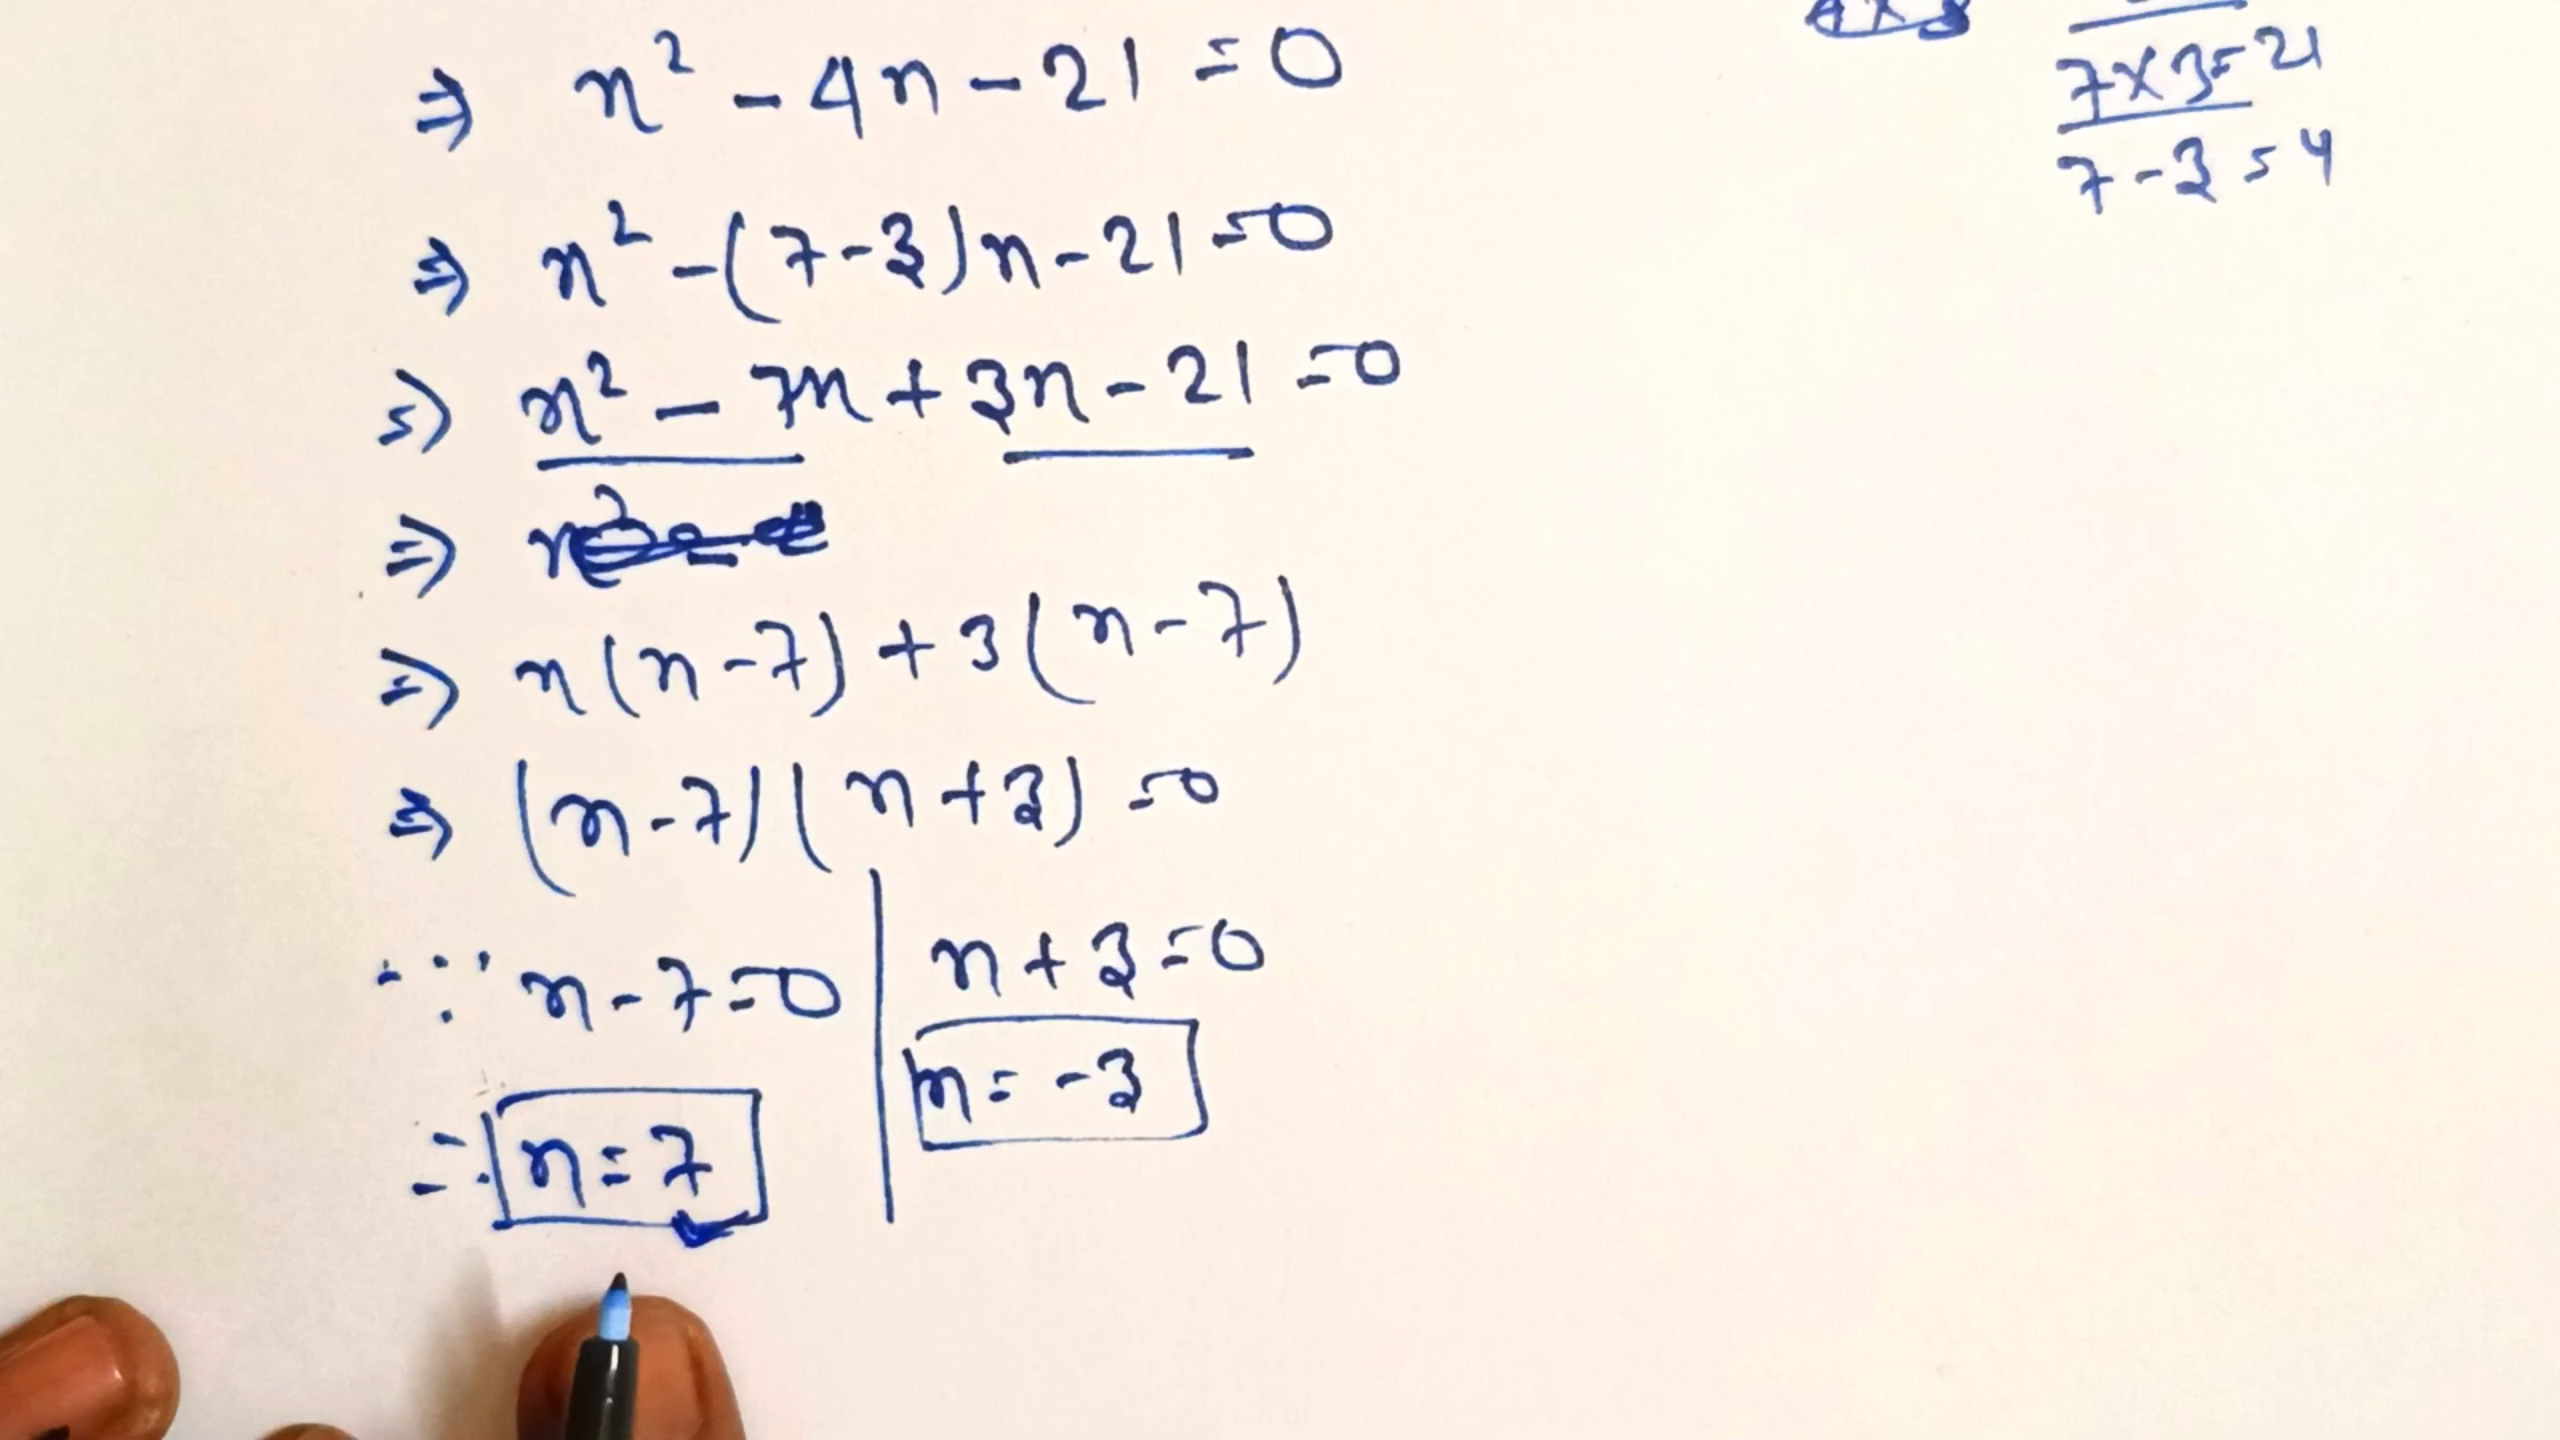 ⇒ n² - 4n - 21 = 0
⇒ n² - (7-3)n - 21 = 0
⇒ n² - 7n + 3n - 21 = 0
⇒
⇒ n(n-7) + 3(n-7)
⇒ (n-7)(n+3) = 0
∵ n - 7 = 0
n = 7
n + 3 = 0
n = -3
7×3=21
7-3=4